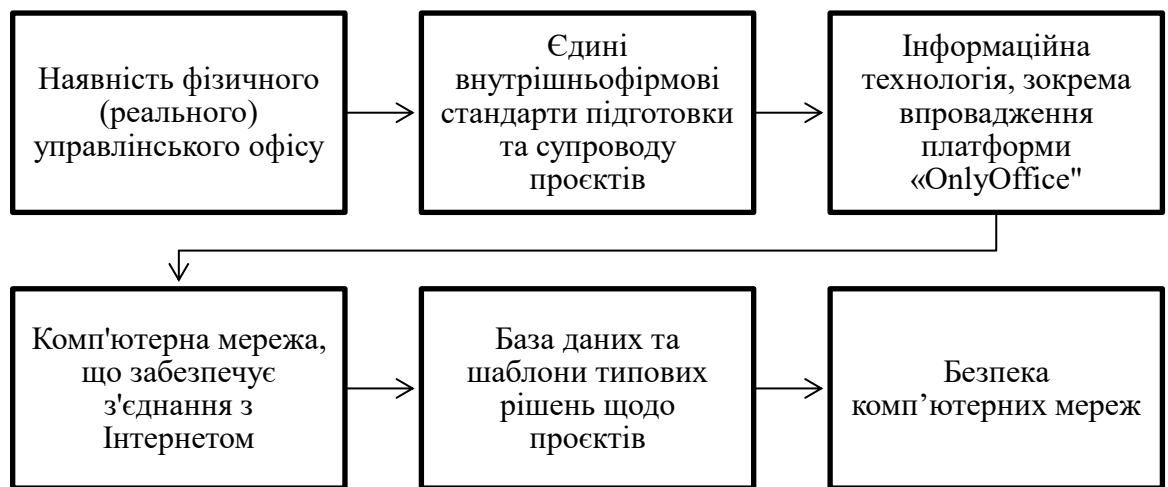 Наявність фізичного
(реального)
управлінського офісу
Єдині
внутрішньофірмові
стандарти підготовки
та супроводу
проєктів
Інформаційна
технологія, зокрема
впровадження
платформи
«OnlyOffice"
Комп'ютерна мережа,
що забезпечує
з'єднання з
Інтернетом
База даних та
шаблони типових
рішень щодо
проєктів
Безпека
комп’ютерних мереж